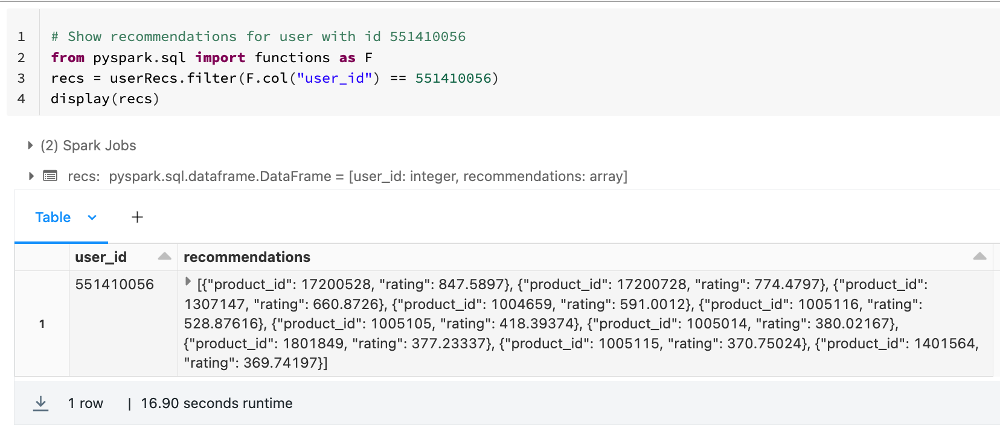 1 # Show recommendations for user with id 551410056
2 from pyspark.sql import functions as F
3 recs = userRecs.filter(F.col("user_id") == 551410056)
4 display(recs)
(2) Spark Jobs
recs: pyspark.sql.dataframe.DataFrame = [user_id: integer, recommendations: array]
Table +
user_id recommendations
551410056 [{"product_id": 17200528, "rating": 847.5897}, {"product_id": 17200728, "rating": 774.4797}, {"product_id":
1307147, "rating": 660.8726}, {"product_id": 1004659, "rating": 591.0012}, {"product_id": 1005116, "rating":
1 528.87616}, {"product_id": 1005105, "rating": 418.39374}, {"product_id": 1005014, "rating": 380.02167},
{"product_id": 1801849, "rating": 377.23337}, {"product_id": 1005115, "rating": 370.75024}, {"product_id": 1401564,
"rating": 369.74197}]
1 row | 16.90 seconds runtime